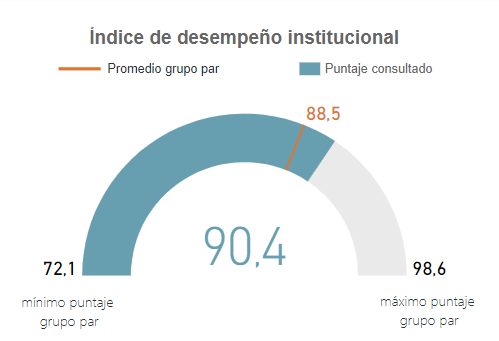 Índice de desempeño institucional
Promedio grupo par
Puntaje consultado
88,5
90,4
72,1
98,6
mínimo puntaje
grupo par
máximo puntaje
grupo par